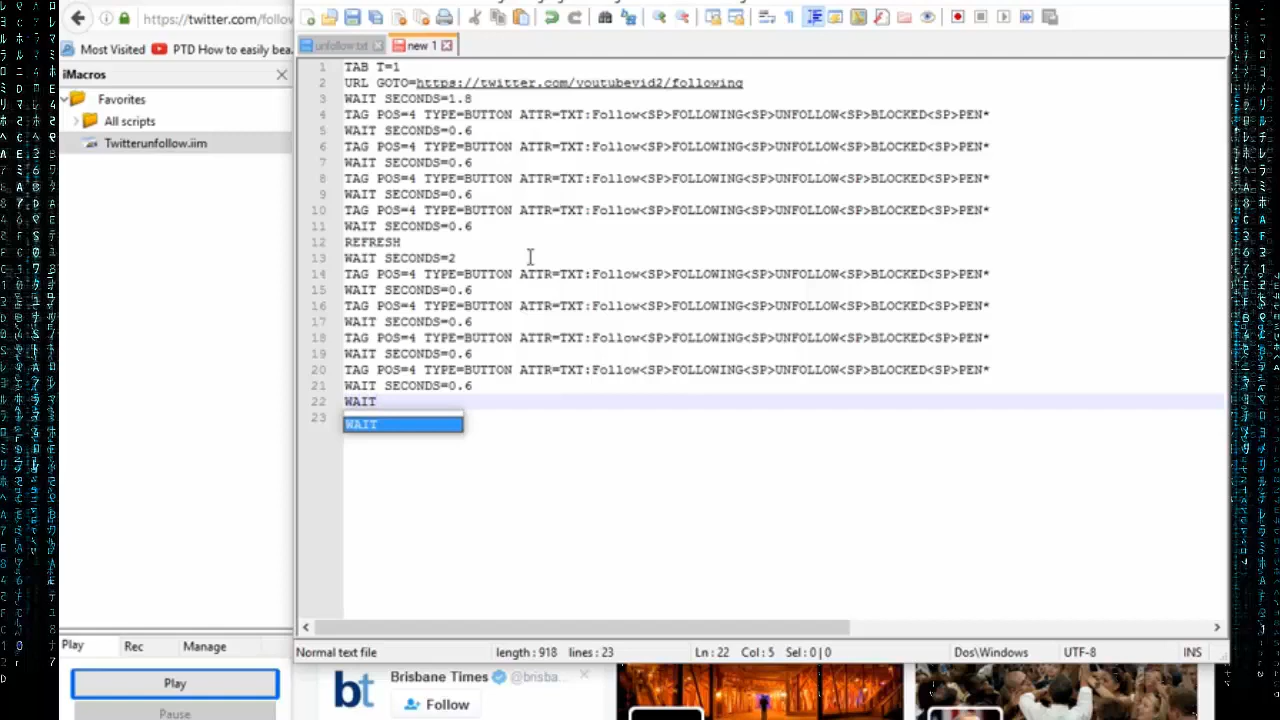 https://twitter.com/follow
Most Visited
PTD How to easily bea...
iMacros
Favorites
All scripts
Twitterunfollow.iim
Play
Rec
Manage
Play
Pause
unfollow.txt
new 1
1 TAB T=1
2 URL GOTO=https://twitter.com/youtubevid2/following
3 WAIT SECONDS=1.8
4 TAG POS=4 TYPE=BUTTON ATTR=TXT:Follow<SP>FOLLOWING<SP>UNFOLLOW<SP>BLOCKED<SP>PEN*
5 WAIT SECONDS=0.6
6 TAG POS=4 TYPE=BUTTON ATTR=TXT:Follow<SP>FOLLOWING<SP>UNFOLLOW<SP>BLOCKED<SP>PEN*
7 WAIT SECONDS=0.6
8 TAG POS=4 TYPE=BUTTON ATTR=TXT:Follow<SP>FOLLOWING<SP>UNFOLLOW<SP>BLOCKED<SP>PEN*
9 WAIT SECONDS=0.6
10 TAG POS=4 TYPE=BUTTON ATTR=TXT:Follow<SP>FOLLOWING<SP>UNFOLLOW<SP>BLOCKED<SP>PEN*
11 WAIT SECONDS=0.6
12 REFRESH
13 WAIT SECONDS=2
14 TAG POS=4 TYPE=BUTTON ATTR=TXT:Follow<SP>FOLLOWING<SP>UNFOLLOW<SP>BLOCKED<SP>PEN*
15 WAIT SECONDS=0.6
16 TAG POS=4 TYPE=BUTTON ATTR=TXT:Follow<SP>FOLLOWING<SP>UNFOLLOW<SP>BLOCKED<SP>PEN*
17 WAIT SECONDS=0.6
18 TAG POS=4 TYPE=BUTTON ATTR=TXT:Follow<SP>FOLLOWING<SP>UNFOLLOW<SP>BLOCKED<SP>PEN*
19 WAIT SECONDS=0.6
20 TAG POS=4 TYPE=BUTTON ATTR=TXT:Follow<SP>FOLLOWING<SP>UNFOLLOW<SP>BLOCKED<SP>PEN*
21 WAIT SECONDS=0.6
22 WAIT
23
WAIT
Normal text file length : 918 lines : 23 Ln : 22 Col : 5 Sel : 0 | 0 Dos\Windows UTF-8 INS
bt
Brisbane Times @brisba...
Follow